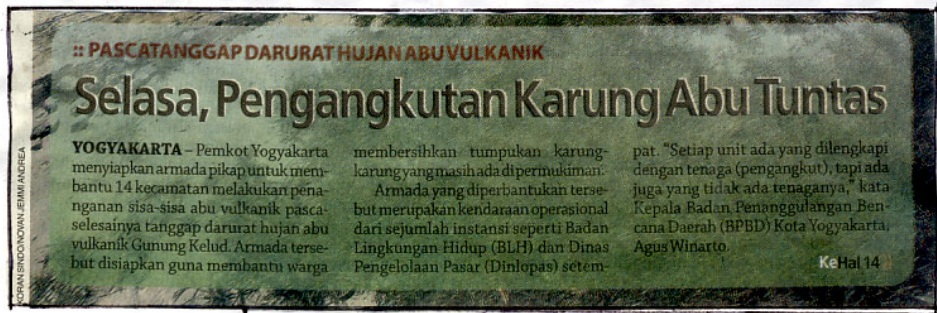 :: PASCATANGGAP DARURAT HUJAN ABU VULKANIK
Selasa, Pengangkutan Karung Abu Tuntas
YOGYAKARTA – Pemkot Yogyakarta
menyiapkan armada pikap untuk mem-
bantu 14 kecamatan melakukan pena-
nganan sisa-sisa abu vulkanik pasca-
selesainya tanggap darurat hujan abu
vulkanik Gunung Kelud. Armada terse-
but disiapkan guna membantu warga
membersihkan tumpukan karung-
karung yang masih ada di permukiman.
Armada yang diperbantukan terse-
but merupakan kendaraan operasional
dari sejumlah instansi seperti Badan
Lingkungan Hidup (BLH) dan Dinas
Pengelolaan Pasar (Dinlopas) setem-
pat. “Setiap unit ada yang dilengkapi
dengan tenaga (pengangkut), tapi ada
juga yang tidak ada tenaganya,” kata
Kepala Badan Penanggulangan Ben-
cana Daerah (BPBD) Kota Yogyakarta,
Agus Winarto.
Ke Hal 14
KORAN SINDO/NOVAN JEMMI ANDREA